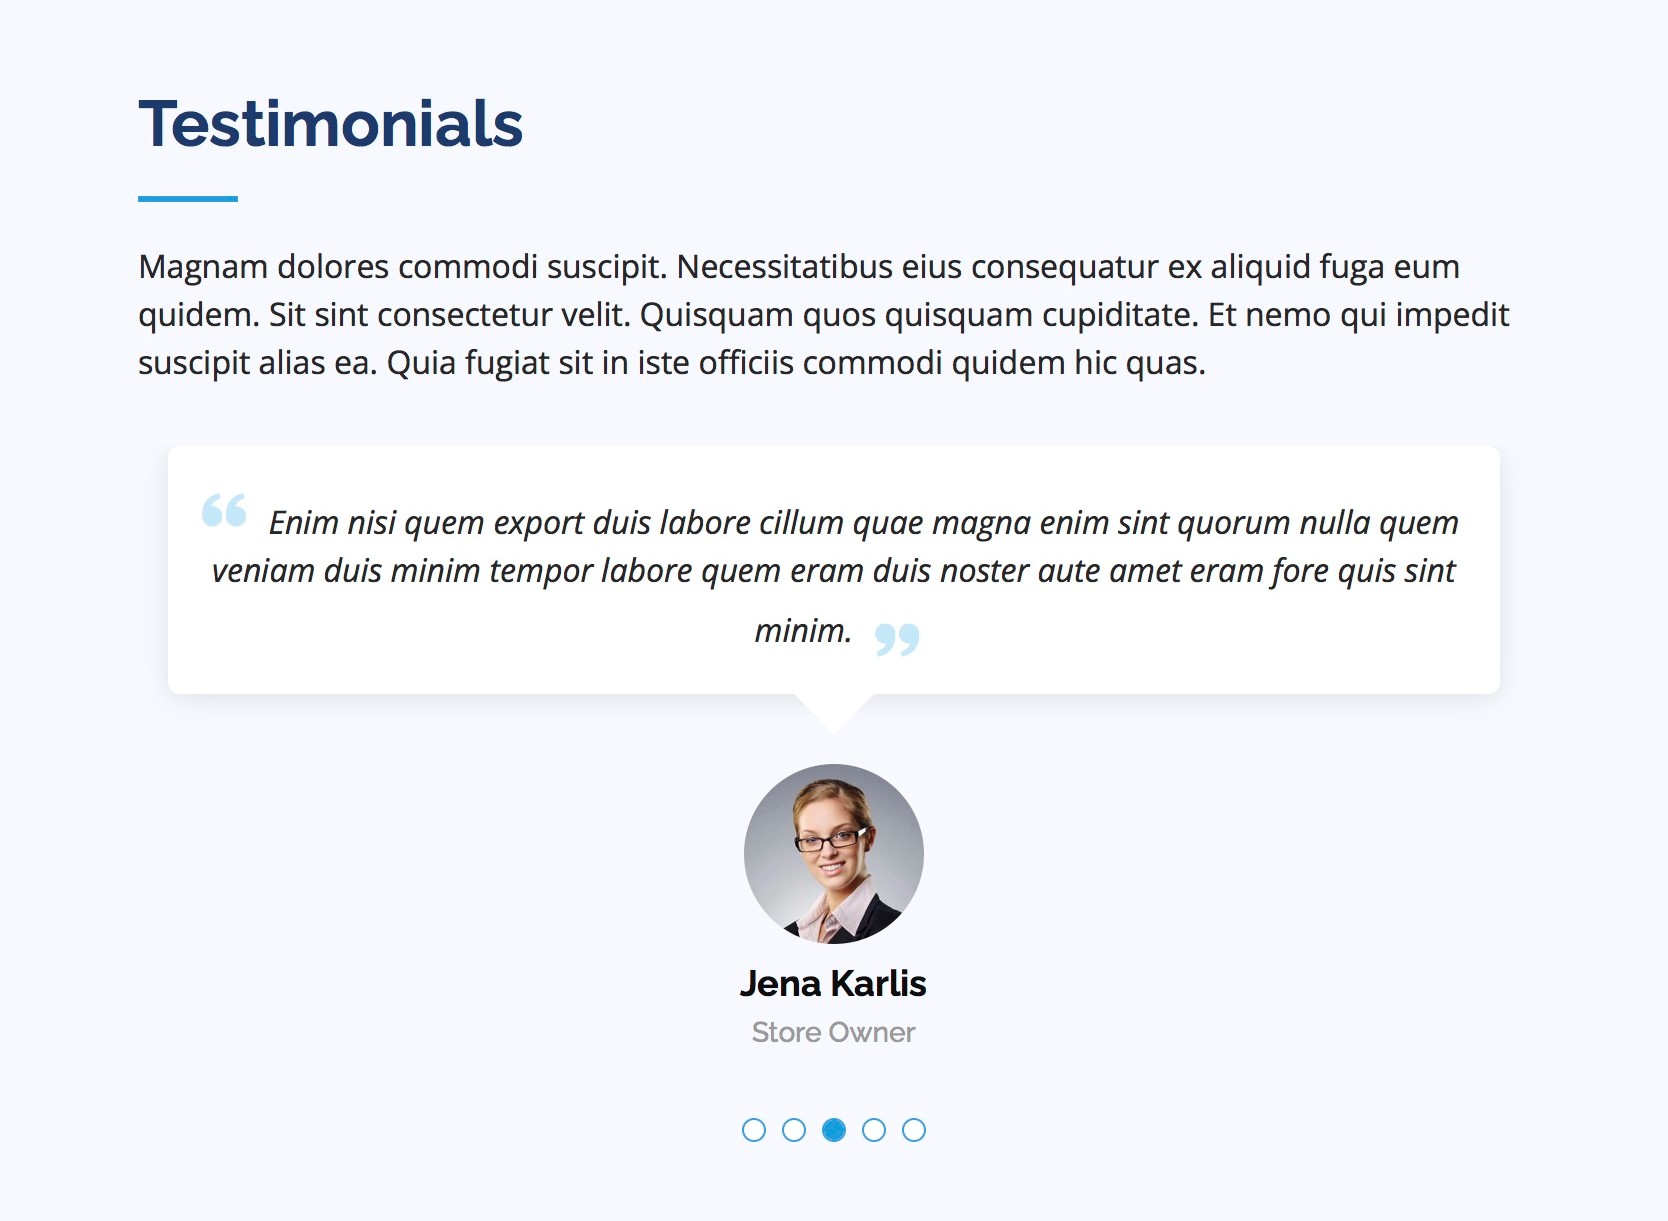 Testimonials
Magnam dolores commodi suscipit. Necessitatibus eius consequatur ex aliquid fuga eum
quidem. Sit sint consectetur velit. Quisquam quos quisquam cupiditate. Et nemo qui impedit
suscipit alias ea. Quia fugiat sit in iste officiis commodi quidem hic quas.
“ Enim nisi quem export duis labore cillum quae magna enim sint quorum nulla quem
veniam duis minim tempor labore quem eram duis noster aute amet eram fore quis sint
minim. ”
Jena Karlis
Store Owner